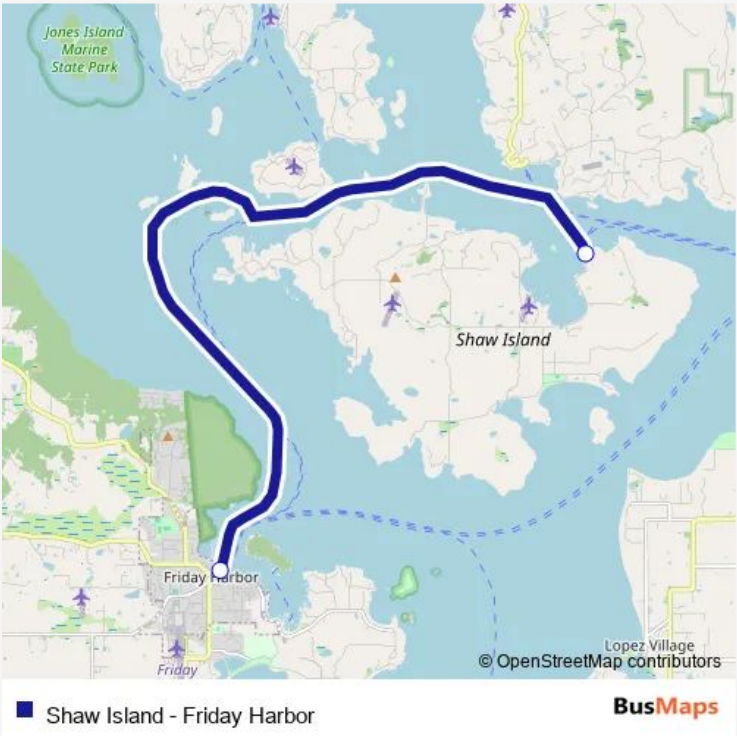 Jones Island
Marine
State Park
Shaw Island
Friday Harbor
Lopez Village
© OpenStreetMap contributors
Friday
Shaw Island - Friday Harbor
BusMaps